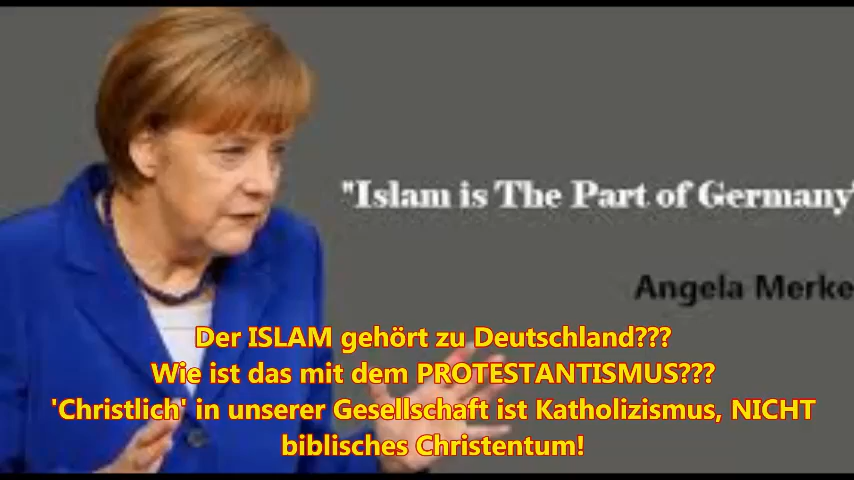 "Islam is The Part of Germany"
Angela Merke
Der ISLAM gehört zu Deutschland???
Wie ist das mit dem PROTESTANTISMUS???
'Christlich' in unserer Gesellschaft ist Katholizismus, NICHT
biblisches Christentum!